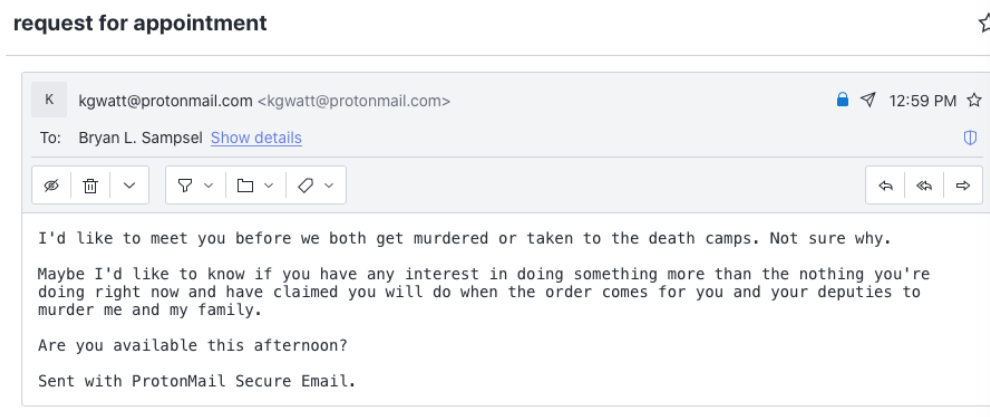 request for appointment
K kgwatt@protonmail.com <kgwatt@protonmail.com> 12:59 PM
To: Bryan L. Sampsel Show details
I'd like to meet you before we both get murdered or taken to the death camps. Not sure why.
Maybe I'd like to know if you have any interest in doing something more than the nothing you're
doing right now and have claimed you will do when the order comes for you and your deputies to
murder me and my family.
Are you available this afternoon?
Sent with ProtonMail Secure Email.